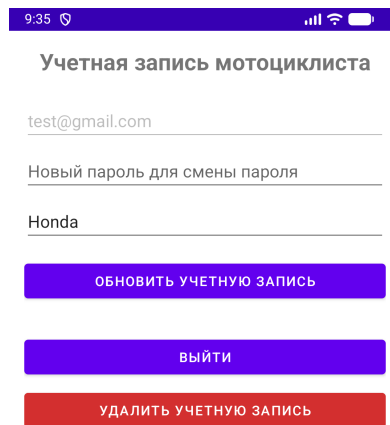 9:35
Учетная запись мотоциклиста
test@gmail.com
Новый пароль для смены пароля
Honda
ОБНОВИТЬ УЧЕТНУЮ ЗАПИСЬ
ВЫЙТИ
УДАЛИТЬ УЧЕТНУЮ ЗАПИСЬ